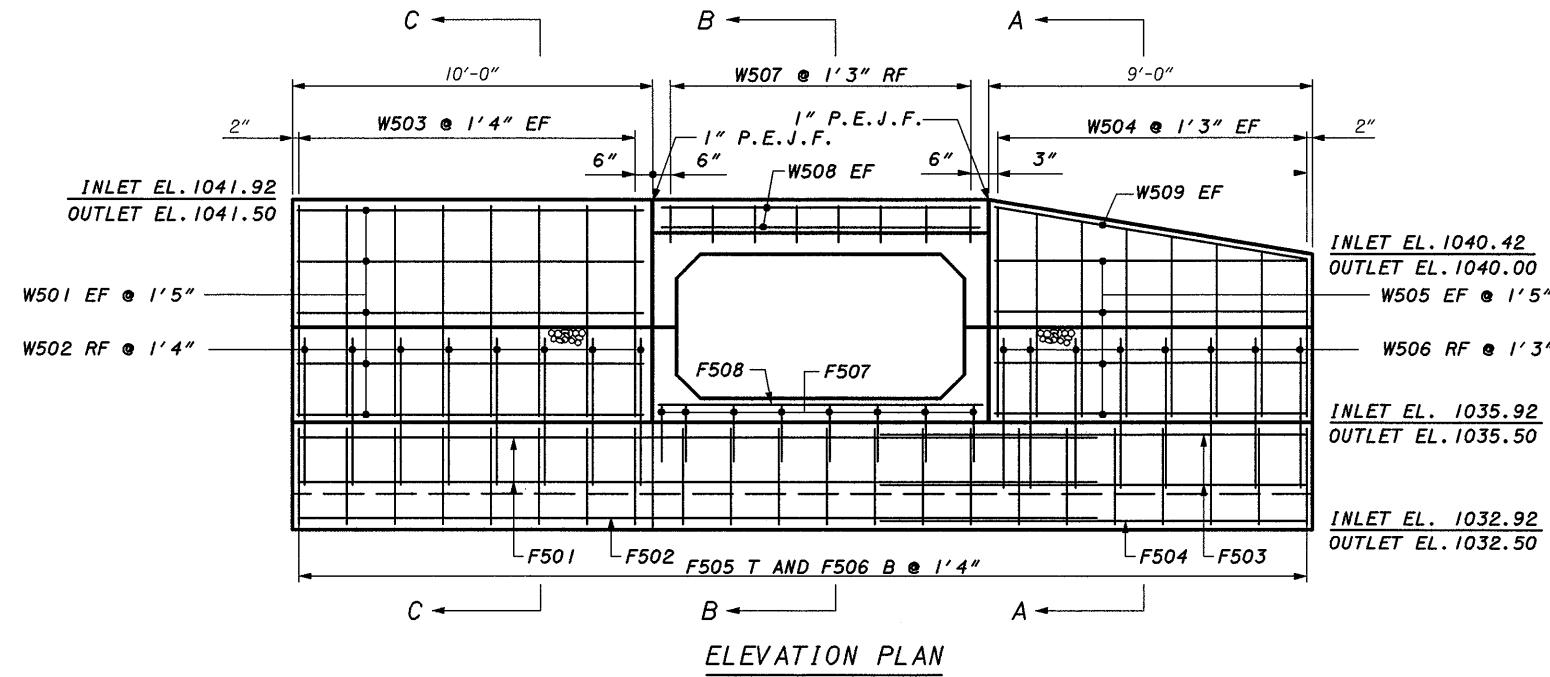 C
B
A
10'-0"
W507 @ 1'3" RF
9'-0"
2"
W503 @ 1'4" EF
1" P.E.J.F.
1" P.E.J.F.
W504 @ 1'3" EF
2"
6"
6"
W508 EF
6"
3"
W509 EF
INLET EL. 1041.92
OUTLET EL. 1041.50
INLET EL. 1040.42
OUTLET EL. 1040.00
W501 EF @ 1'5"
W505 EF @ 1'5"
W502 RF @ 1'4"
W506 RF @ 1'3"
F508
F507
INLET EL. 1035.92
OUTLET EL. 1035.50
INLET EL. 1032.92
OUTLET EL. 1032.50
F501
F502
F504
F503
F505 T AND F506 B @ 1'4"
C
B
A
ELEVATION PLAN